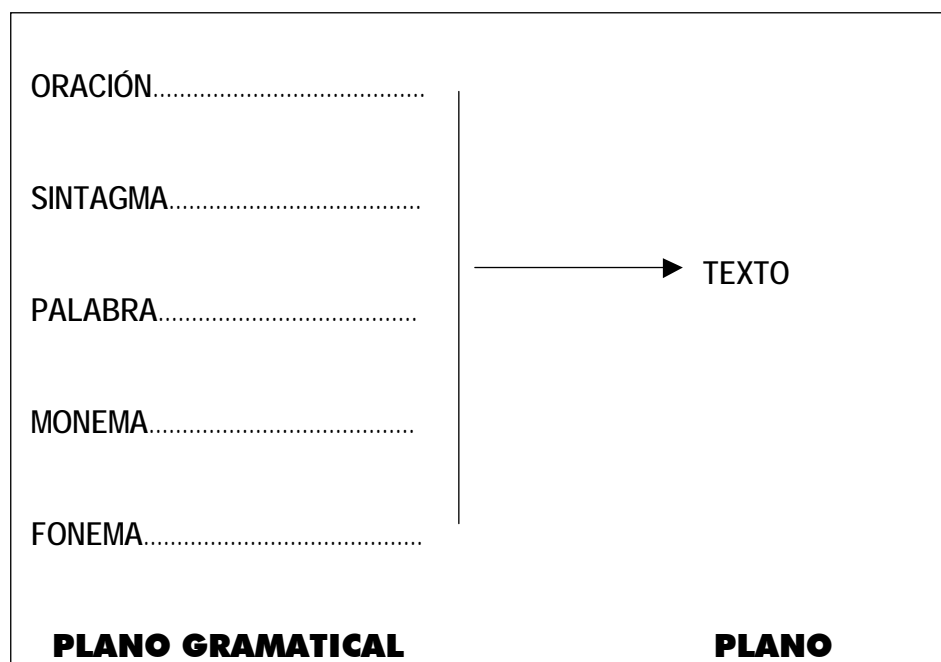 ORACIÓN.........................................
SINTAGMA......................................
TEXTO
PALABRA.......................................
MONEMA........................................
FONEMA..........................................
PLANO GRAMATICAL PLANO